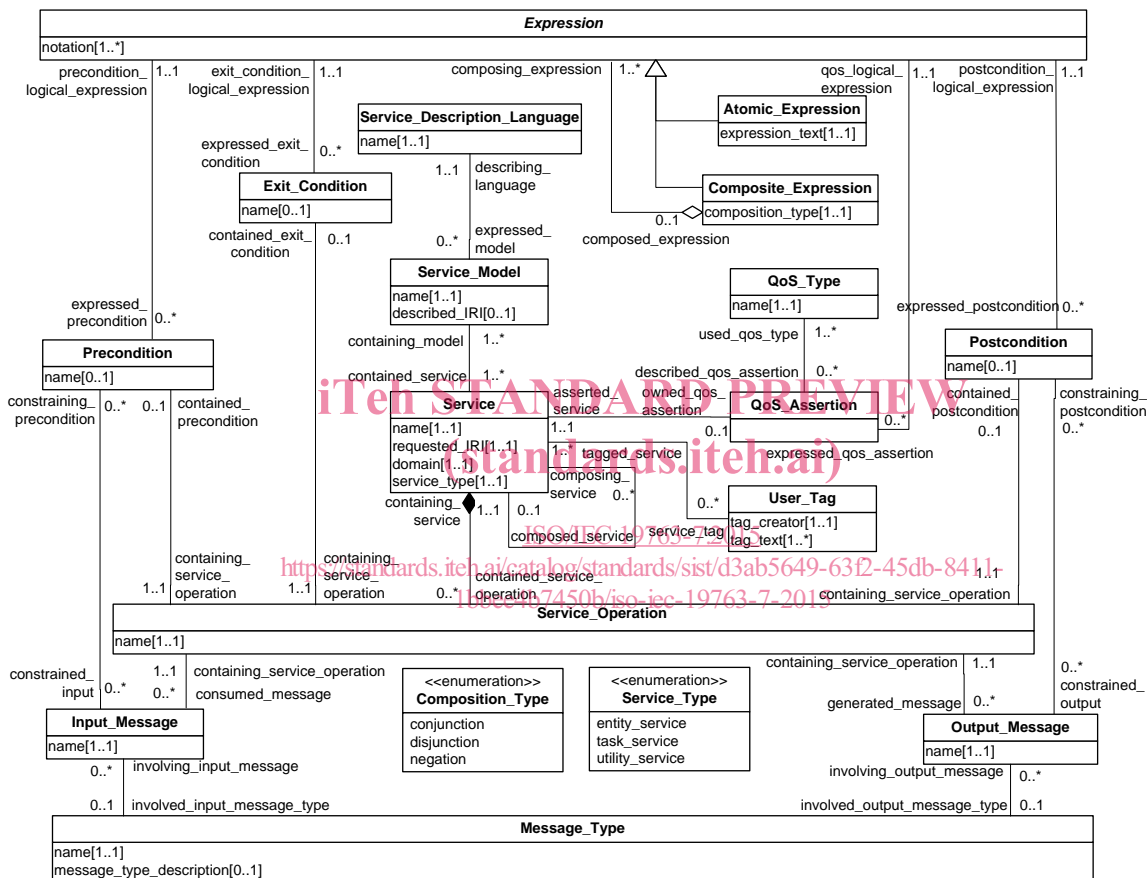 Expression
notation[1..*]
precondition_
logical_expression
1..1
exit_condition_
logical_expression
1..1
composing_expression
1..*
qos_logical_
expression
1..1
postcondition_
logical_expression
1..1
Service_Description_Language
name[1..1]
Atomic_Expression
expression_text[1..1]
expressed_exit_
condition
0..*
1..1
describing_
language
Exit_Condition
name[0..1]
Composite_Expression
composition_type[1..1]
0..1
composed_expression
contained_exit_
condition
0..1
expressed_
model
0..*
Service_Model
name[1..1]
described_IRI[0..1]
QoS_Type
name[1..1]
expressed_
precondition
0..*
expressed_postcondition
0..*
containing_model
1..*
used_qos_type
1..*
Precondition
name[0..1]
Postcondition
name[0..1]
contained_service
1..*
described_qos_assertion
0..*
iTeh STANDARD PREVIEW
constraining_
precondition
0..*
0..1
contained_
precondition
Service
name[1..1]
requested_IRI[1..1]
domain[1..1]
service_type[1..1]
asserted_
service
1..1
owned_qos_
assertion
0..1
QoS_Assertion
0..*
expressed_qos_assertion
contained_
postcondition
0..1
constraining_
postcondition
0..*
(standards.iteh.ai)
1..*
tagged_service
composing_
service
0..*
0..*
User_Tag
tag_creator[1..1]
tag_text[1..*]
containing_
service
1..1
0..1
composed_service
service_tag
ISO/IEC 19763-7:2015
https://standards.iteh.ai/catalog/standards/sist/d3ab5649-63f2-45db-8411-
1bbee4b7450b/iso-iec-19763-7-2015
containing_
service_
operation
1..1
containing_
service_
operation
1..1
contained_service_
operation
0..*
1..1
containing_service_operation
Service_Operation
name[1..1]
constrained_
input
0..*
1..1
containing_service_operation
0..*
consumed_message
<<enumeration>>
Composition_Type
conjunction
disjunction
negation
<<enumeration>>
Service_Type
entity_service
task_service
utility_service
containing_service_operation
1..1
generated_message
0..*
0..*
constrained_
output
Input_Message
name[1..1]
Output_Message
name[1..1]
0..*
involving_input_message
involving_output_message
0..*
0..1
involved_input_message_type
involved_output_message_type
0..1
Message_Type
name[1..1]
message_type_description[0..1]